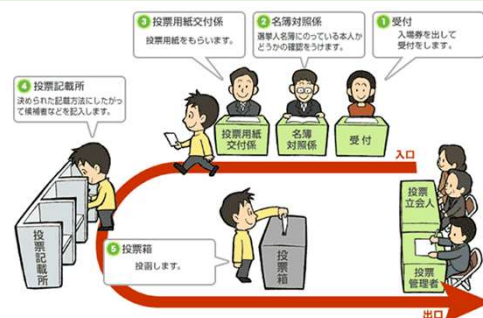 ③投票用紙交付係
投票用紙をもらいます。
②名簿対照係
選挙人名簿にのっている本人か
どうかの確認をうけます。
①受付
入場券を出して
受付をします。
④投票記載所
決められた記載方法にしたがっ
て候補者などを記入します。
投票用紙
交付係
名簿
対照係
受付
入口
投票
立会人
投票記載所
⑤投票箱
投函します。
投票箱
投票
管理者
出口